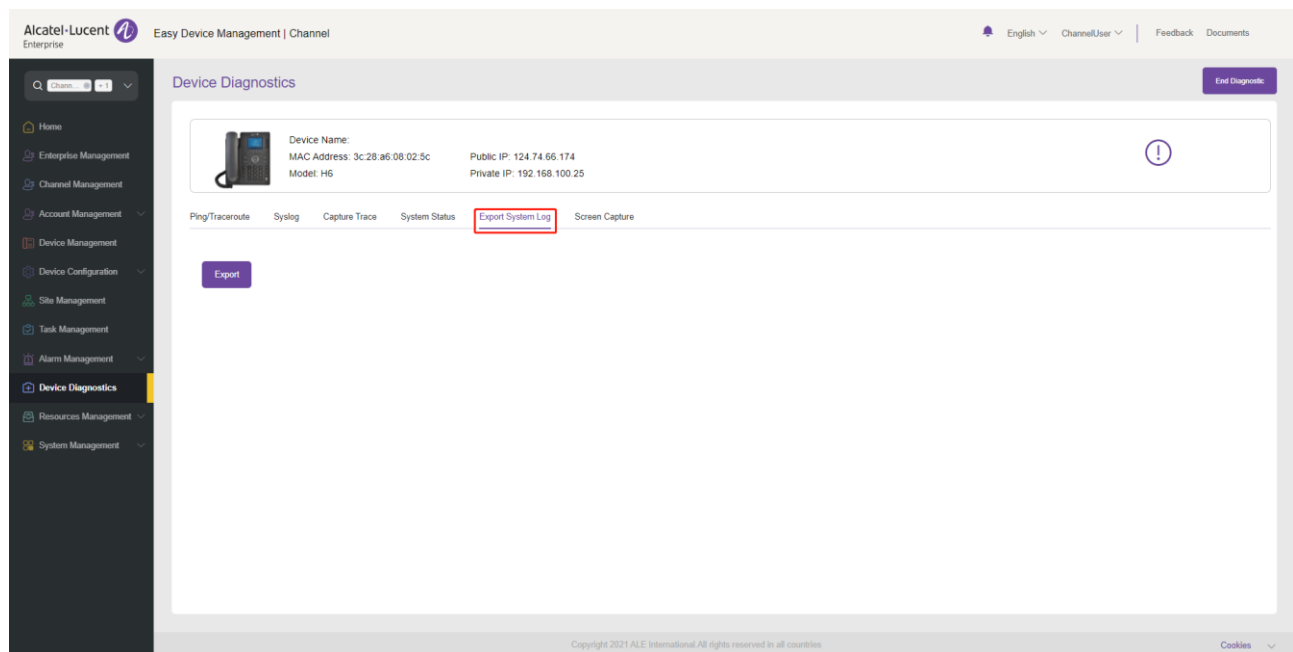 Alcatel-Lucent
Enterprise
Easy Device Management | Channel
English
ChannelUser
Feedback
Documents
Chann...
+ 1
Device Diagnostics
End Diagnostic
Home
Enterprise Management
Channel Management
Account Management
Device Management
Device Configuration
Site Management
Task Management
Alarm Management
Device Diagnostics
Resources Management
System Management
Device Name:
MAC Address: 3c:28:a6:08:02:5c
Public IP: 124.74.66.174
Model: H6
Private IP: 192.168.100.25
Ping/Traceroute
Syslog
Capture Trace
System Status
Export System Log
Screen Capture
Export
Copyright 2021 ALE International.All rights reserved in all countries
Cookies